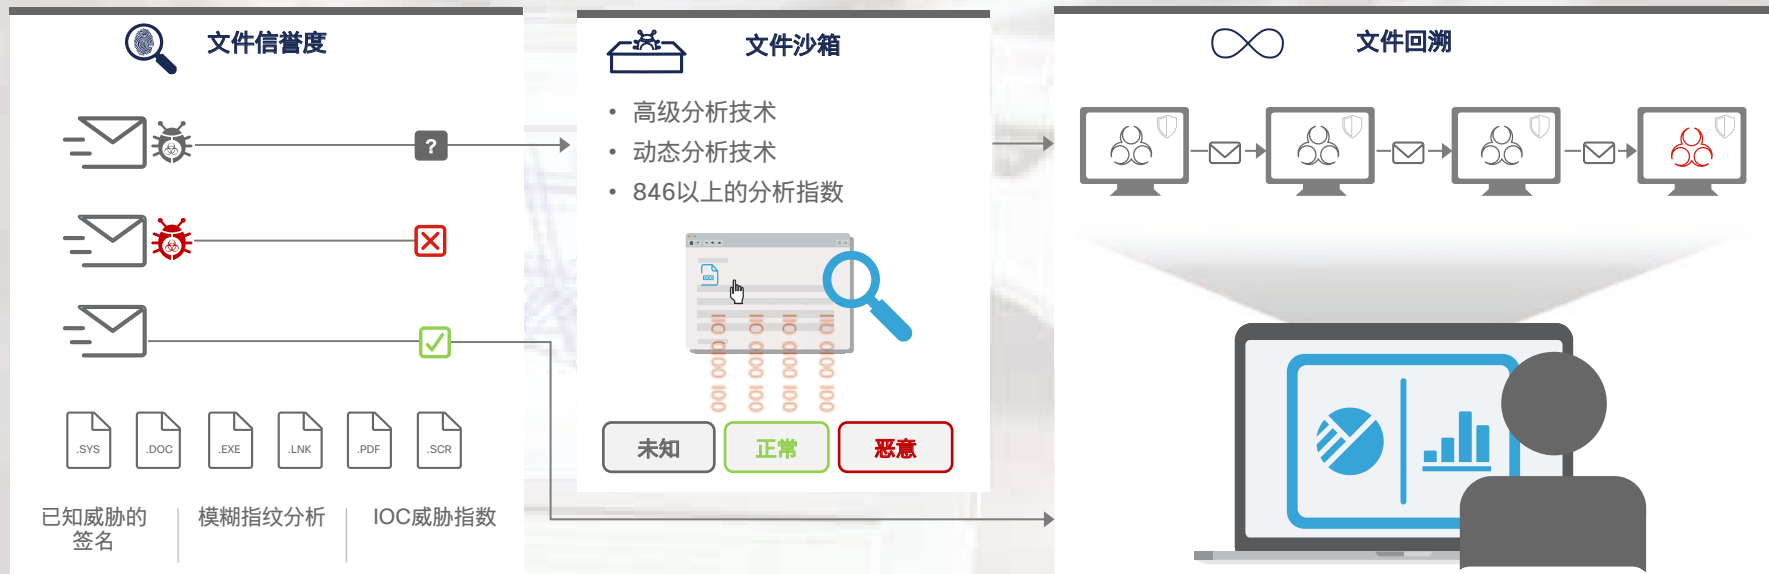 文件信誉度
?
.SYS
.DOC
.EXE
.LNK
.PDF
.SCR
已知威胁的
签名
模糊指纹分析
IOC威胁指数
文件沙箱
• 高级分析技术
• 动态分析技术
• 846以上的分析指数
未知
正常
恶意
文件回溯